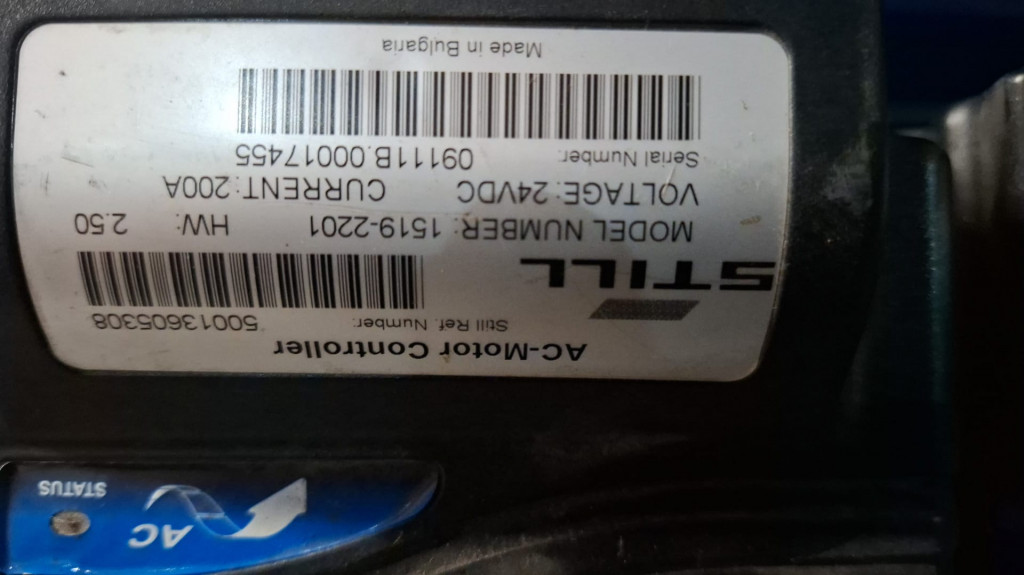 AC-Motor Controller
Still Ref. Number: 50013605308
STILL
MODEL NUMBER: 1519-2201 HW: 2.50
VOLTAGE: 24VDC CURRENT: 200A
Serial Number: 09111B.00017455
Made in Bulgaria
AC
STATUS